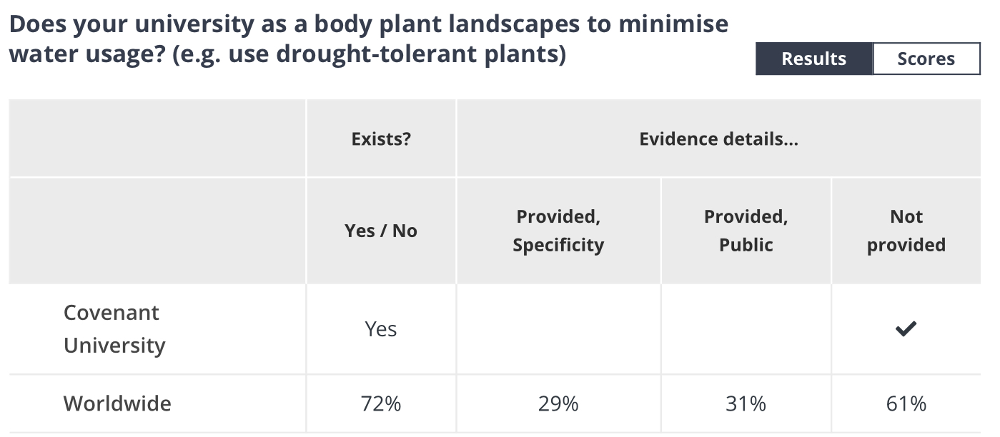 Does your university as a body plant landscapes to minimise
water usage? (e.g. use drought-tolerant plants)
Results Scores
Exists? Evidence details...
Yes / No Provided, Specificity Provided, Public Not provided
Covenant University Yes ✓
Worldwide 72% 29% 31% 61%